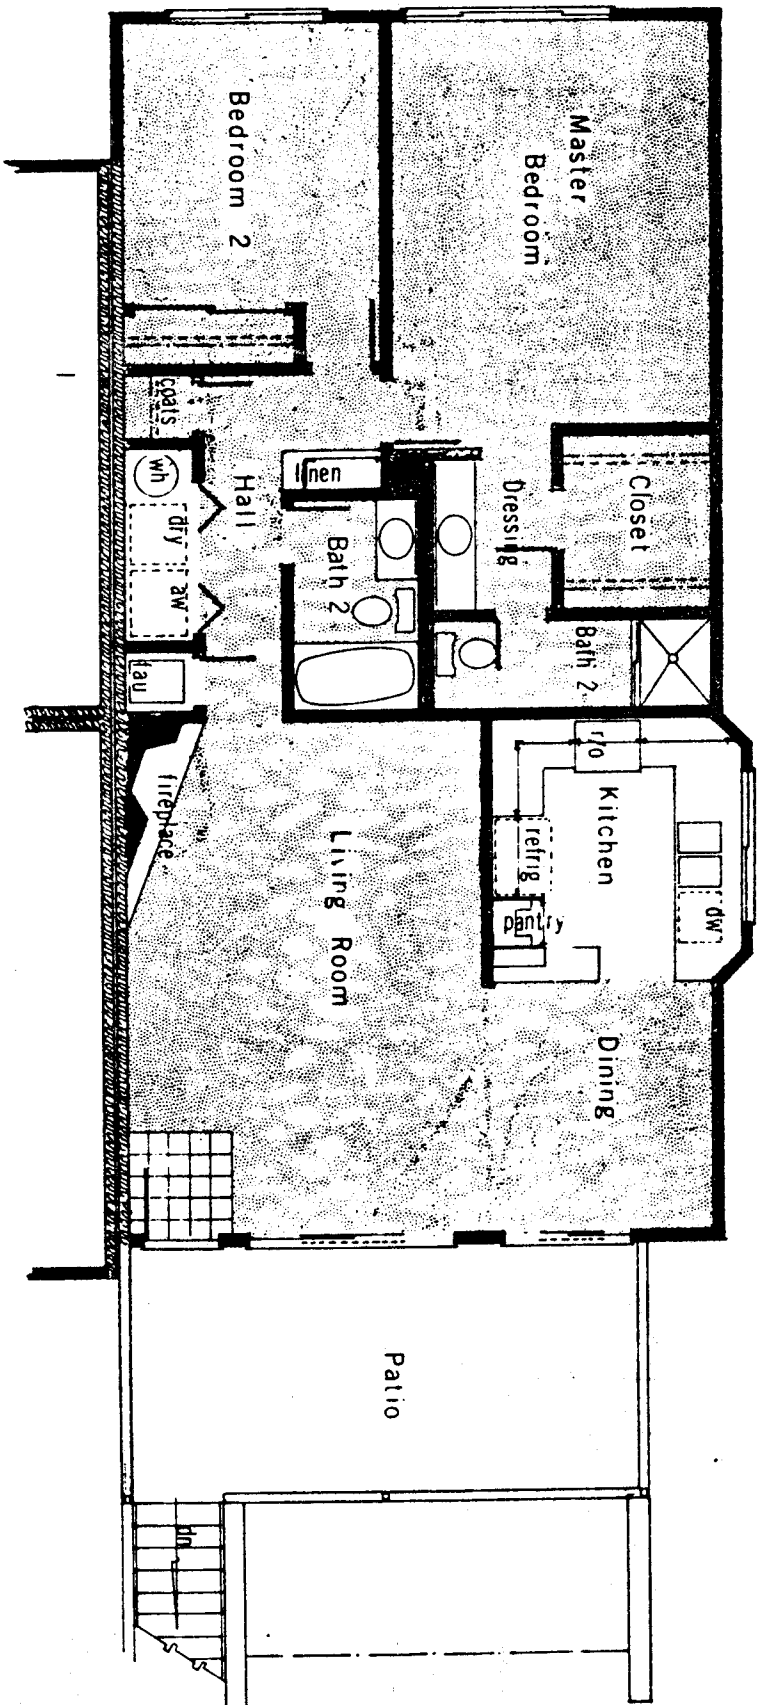 Master
Bedroom
Bedroom 2
Closet
Dressing
coats
linen
wh
Hall
dry
Bath 2
aw
Bath 2
fau
r/o
Kitchen
fireplace
refrig
Living Room
dw
pantry
Dining
Patio
dn